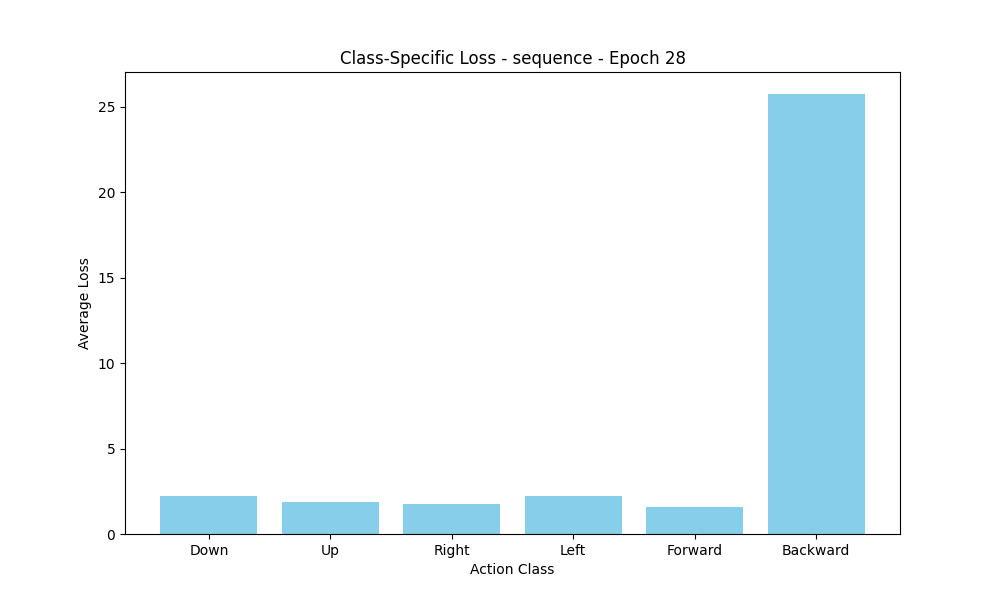 Class-Specific Loss - sequence - Epoch 28
25
20
15
10
5
0
Average Loss
Down Up Right Left Forward Backward
Action Class